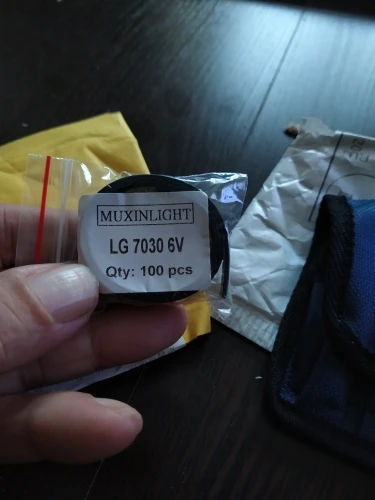 MUXINLIGHT
LG 7030 6V
Qty: 100 pcs